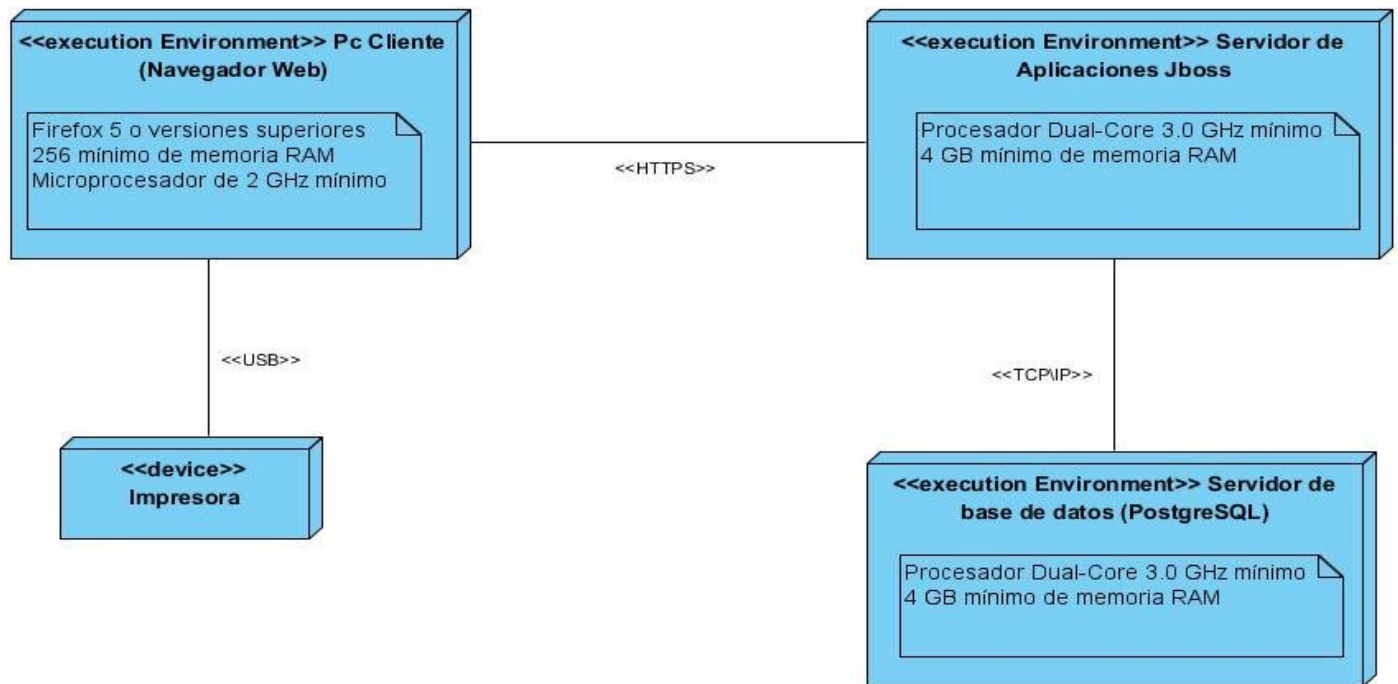 <<execution Environment>> Pc Cliente
(Navegador Web)
Firefox 5 o versiones superiores
256 mínimo de memoria RAM
Microprocesador de 2 GHz mínimo
<<HTTPS>>
<<execution Environment>> Servidor de
Aplicaciones Jboss
Procesador Dual-Core 3.0 GHz mínimo
4 GB mínimo de memoria RAM
<<USB>>
<<TCP\IP>>
<<device>>
Impresora
<<execution Environment>> Servidor de
base de datos (PostgreSQL)
Procesador Dual-Core 3.0 GHz mínimo
4 GB mínimo de memoria RAM